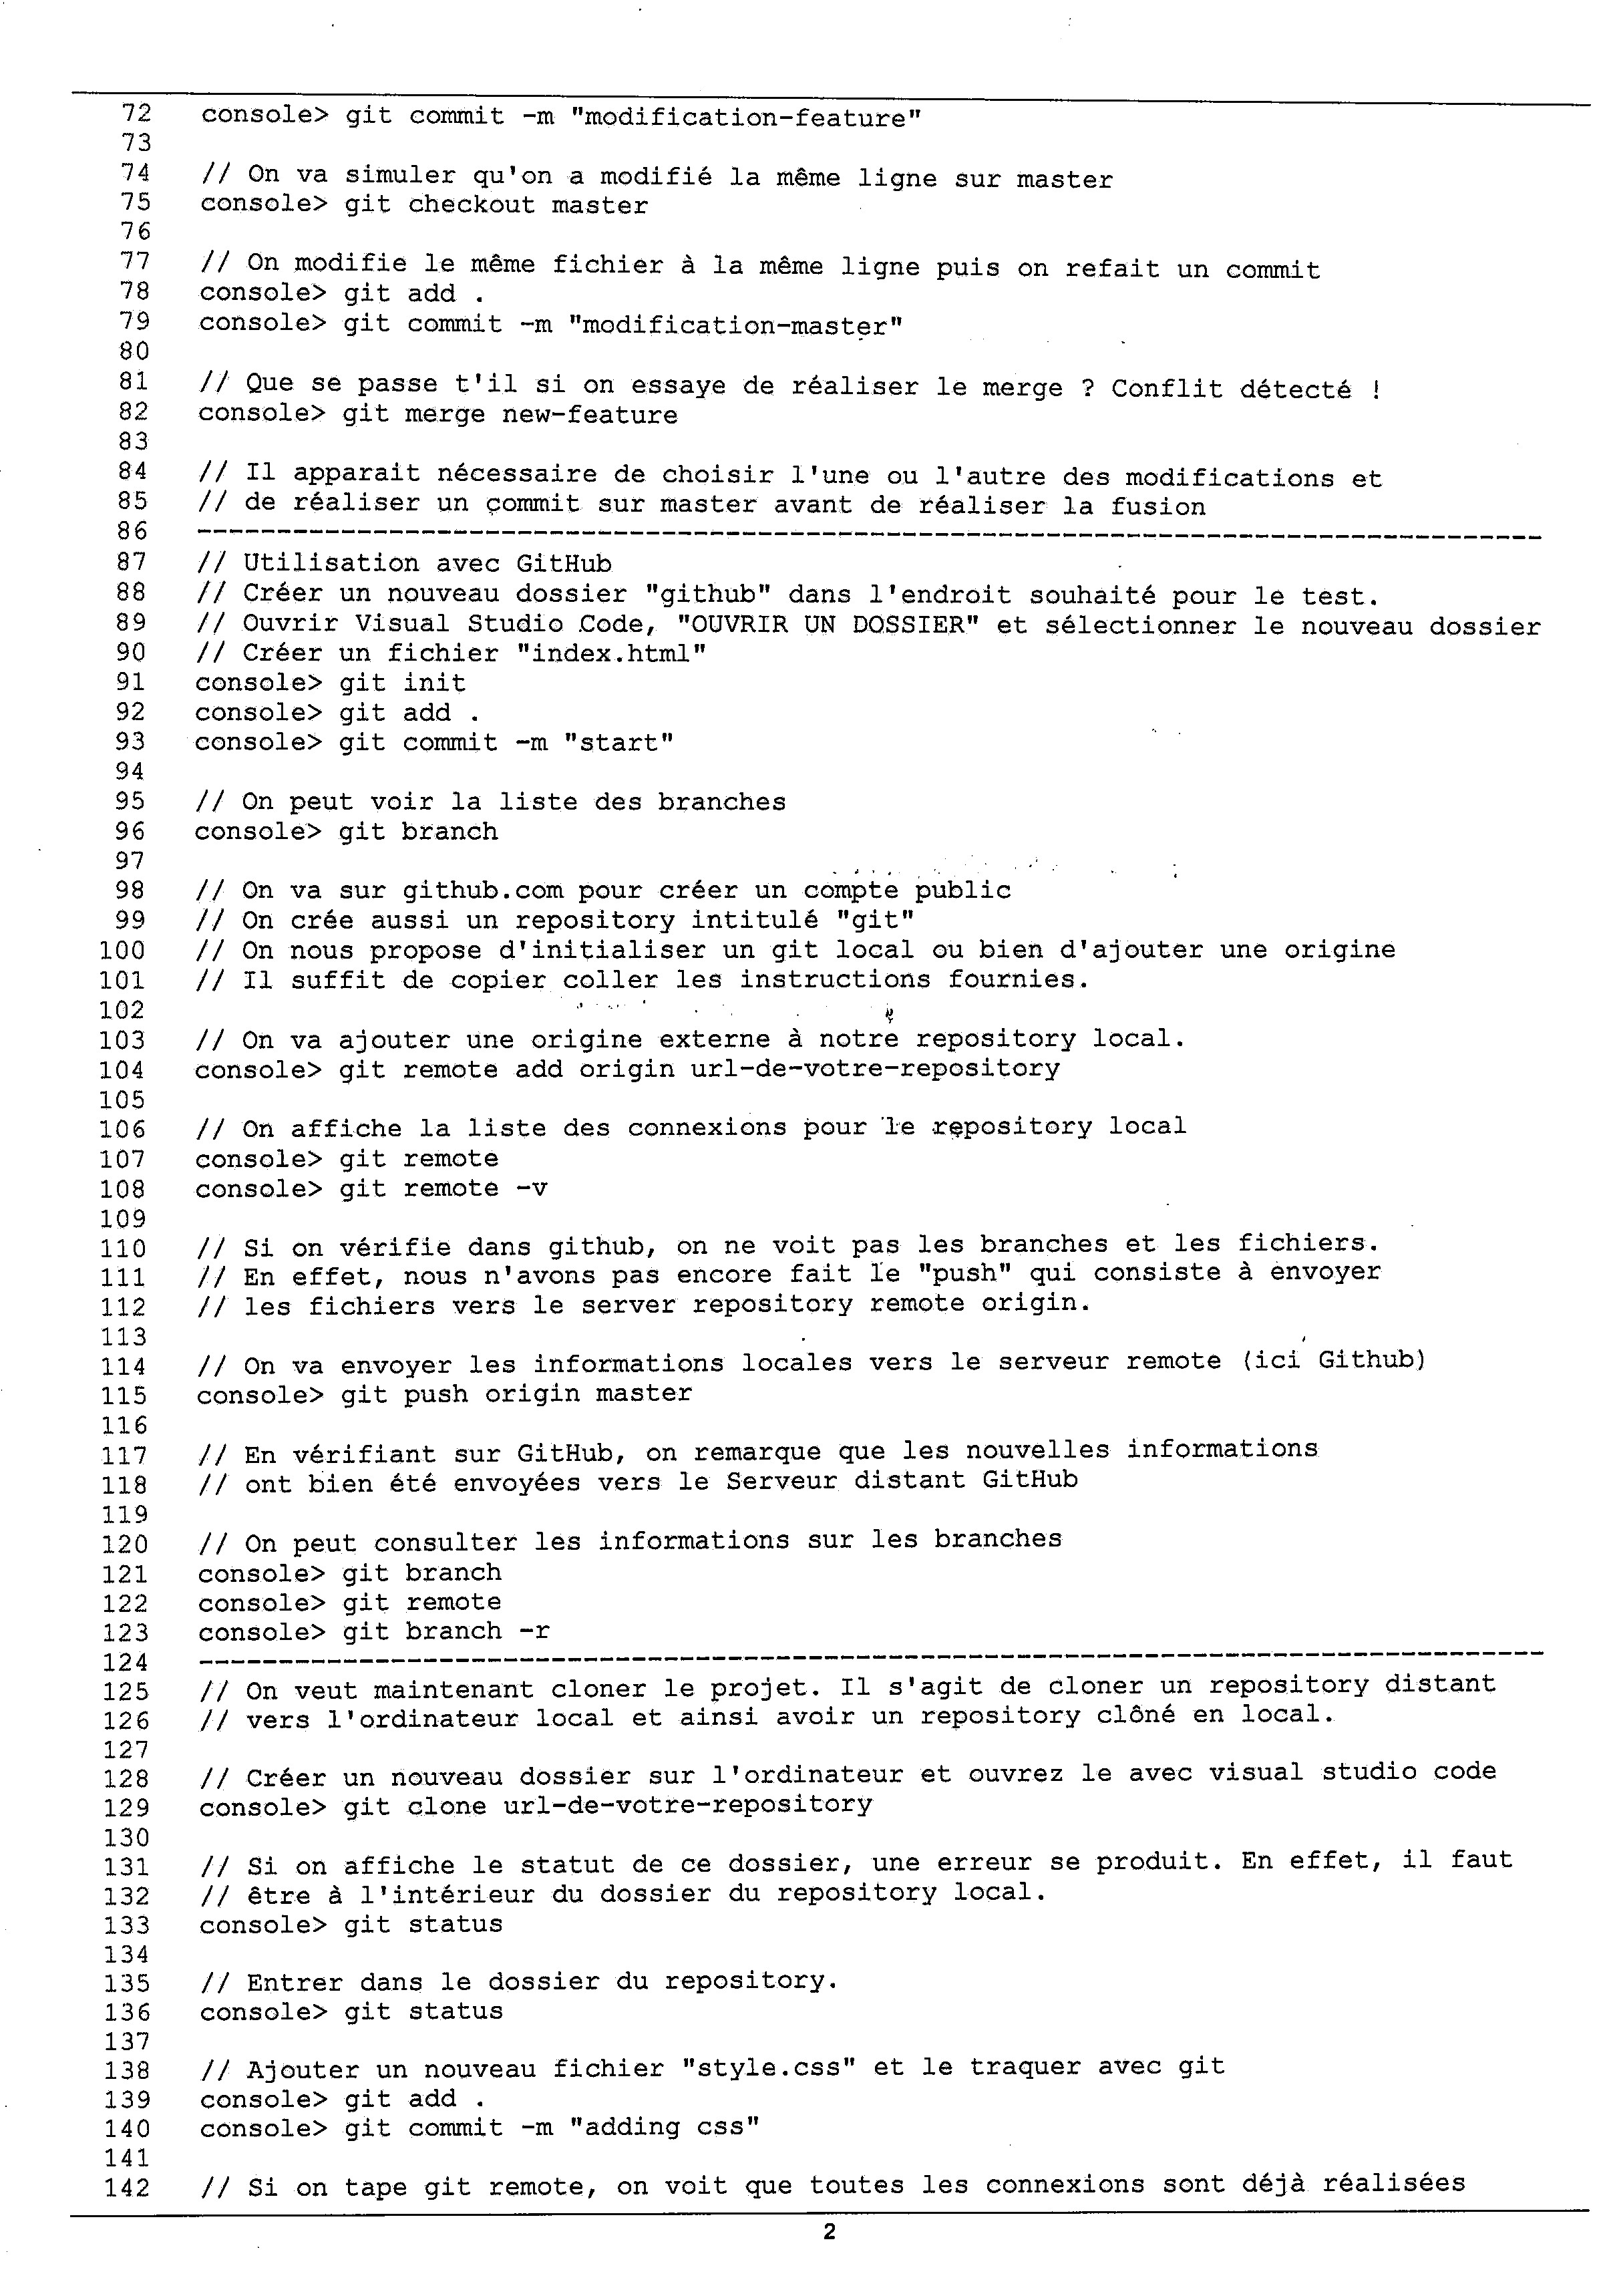 72 console> git commit -m "modification-feature"
73
74 // On va simuler qu'on a modifié la même ligne sur master
75 console> git checkout master
76
77 // On modifie le même fichier à la même ligne puis on refait un commit
78 console> git add .
79 console> git commit -m "modification-master"
80
81 // Que se passe t'il si on essaye de réaliser le merge ? Conflit détecté !
82 console> git merge new-feature
83
84 // Il apparait nécessaire de choisir l'une ou l'autre des modifications et
85 // de réaliser un commit sur master avant de réaliser la fusion
86 ------------------------------------------------------------------------------------
87 // Utilisation avec GitHub
88 // Créer un nouveau dossier "github" dans l'endroit souhaité pour le test.
89 // Ouvrir Visual Studio Code, "OUVRIR UN DOSSIER" et sélectionner le nouveau dossier
90 // Créer un fichier "index.html"
91 console> git init
92 console> git add .
93 console> git commit -m "start"
94
95 // On peut voir la liste des branches
96 console> git branch
97
98 // On va sur github.com pour créer un compte public
99 // On crée aussi un repository intitulé "git"
100 // On nous propose d'initialiser un git local ou bien d'ajouter une origine
101 // Il suffit de copier coller les instructions fournies.
102
103 // On va ajouter une origine externe à notre repository local.
104 console> git remote add origin url-de-votre-repository
105
106 // On affiche la liste des connexions pour le repository local
107 console> git remote
108 console> git remote -v
109
110 // Si on vérifie dans github, on ne voit pas les branches et les fichiers.
111 // En effet, nous n'avons pas encore fait le "push" qui consiste à envoyer
112 // les fichiers vers le server repository remote origin.
113
114 // On va envoyer les informations locales vers le serveur remote (ici Github)
115 console> git push origin master
116
117 // En vérifiant sur GitHub, on remarque que les nouvelles informations
118 // ont bien été envoyées vers le Serveur distant GitHub
119
120 // On peut consulter les informations sur les branches
121 console> git branch
122 console> git remote
123 console> git branch -r
124 ------------------------------------------------------------------------------------
125 // On veut maintenant cloner le projet. Il s'agit de cloner un repository distant
126 // vers l'ordinateur local et ainsi avoir un repository clôné en local.
127
128 // Créer un nouveau dossier sur l'ordinateur et ouvrez le avec visual studio code
129 console> git clone url-de-votre-repository
130
131 // Si on affiche le statut de ce dossier, une erreur se produit. En effet, il faut
132 // être à l'intérieur du dossier du repository local.
133 console> git status
134
135 // Entrer dans le dossier du repository.
136 console> git status
137
138 // Ajouter un nouveau fichier "style.css" et le traquer avec git
139 console> git add .
140 console> git commit -m "adding css"
141
142 // Si on tape git remote, on voit que toutes les connexions sont déjà réalisées
2